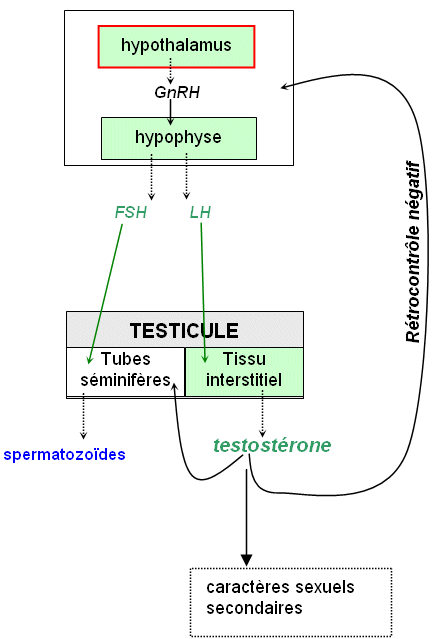 hypothalamus
GnRH
hypophyse
FSH
LH
Rétrocontrôle négatif
TESTICULE
Tubes
séminifères
Tissu
interstitiel
spermatozoïdes
testostérone
caractères sexuels
secondaires